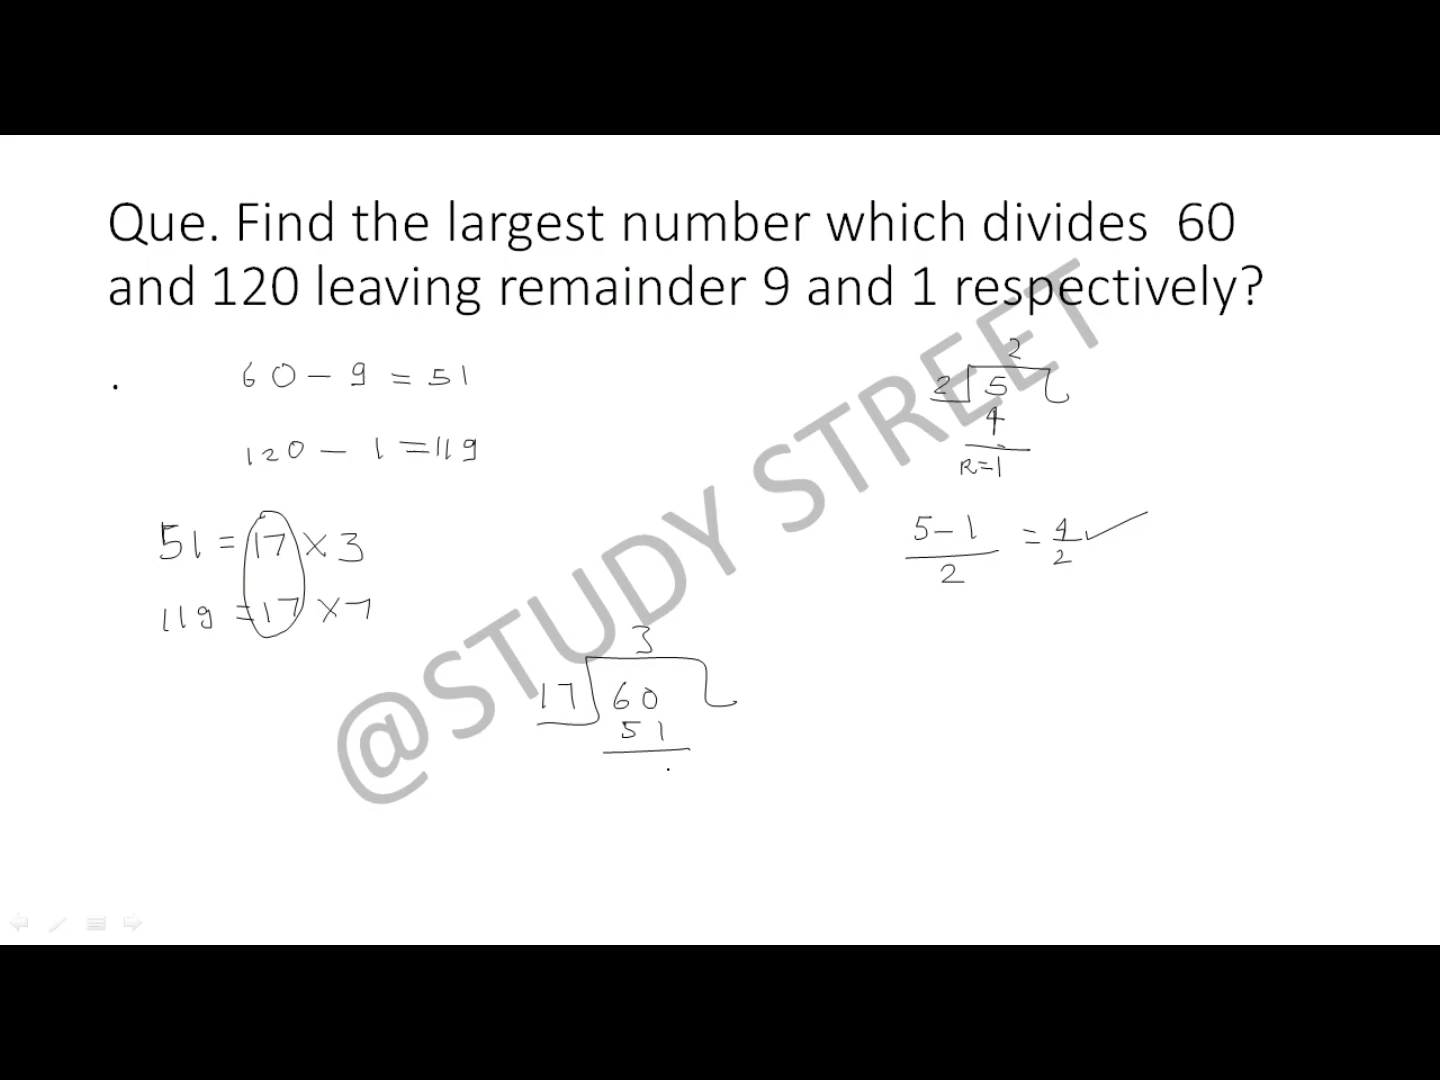 Que. Find the largest number which divides  60
and 120 leaving remainder 9 and 1 respectively?
60 - 9 = 51
120 - 1 = 119
51 = 17 × 3
119 = 17 × 7
2
2 5
4
R=1
5-1 = 4
2 2
3
17 60
51
@STUDY STREET